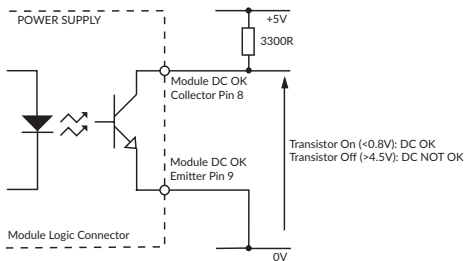 POWER SUPPLY
+5V
3300R
Module DC OK
Collector Pin 8
Transistor On (<0.8V): DC OK
Transistor Off (>4.5V): DC NOT OK
Module DC OK
Emitter Pin 9
Module Logic Connector
0V